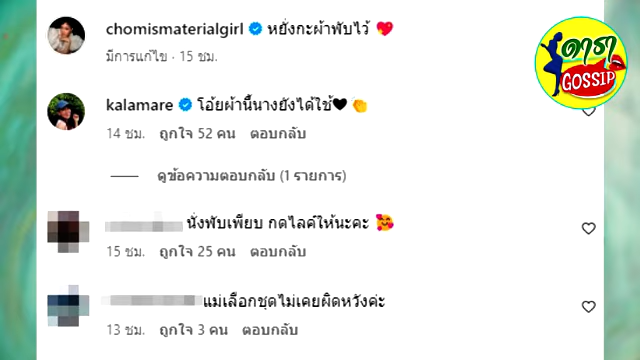 chomismaterialgirl หยั่งกะผ้าพับไว้ 💖
มีการแก้ไข · 15 ชม.
ดารา
GOSSIP
kalamare โอ้ยผ้านี้นางยังได้ใช้🖤 👏
14 ชม. ถูกใจ 52 คน ตอบกลับ
ดูข้อความตอบกลับ (1 รายการ)
นั่งพับเพียบ กดไลค์ให้นะคะ 🥰
15 ชม. ถูกใจ 25 คน ตอบกลับ
แม่เลือกชุดไม่เคยผิดหวังค่ะ
13 ชม. ถูกใจ 3 คน ตอบกลับ